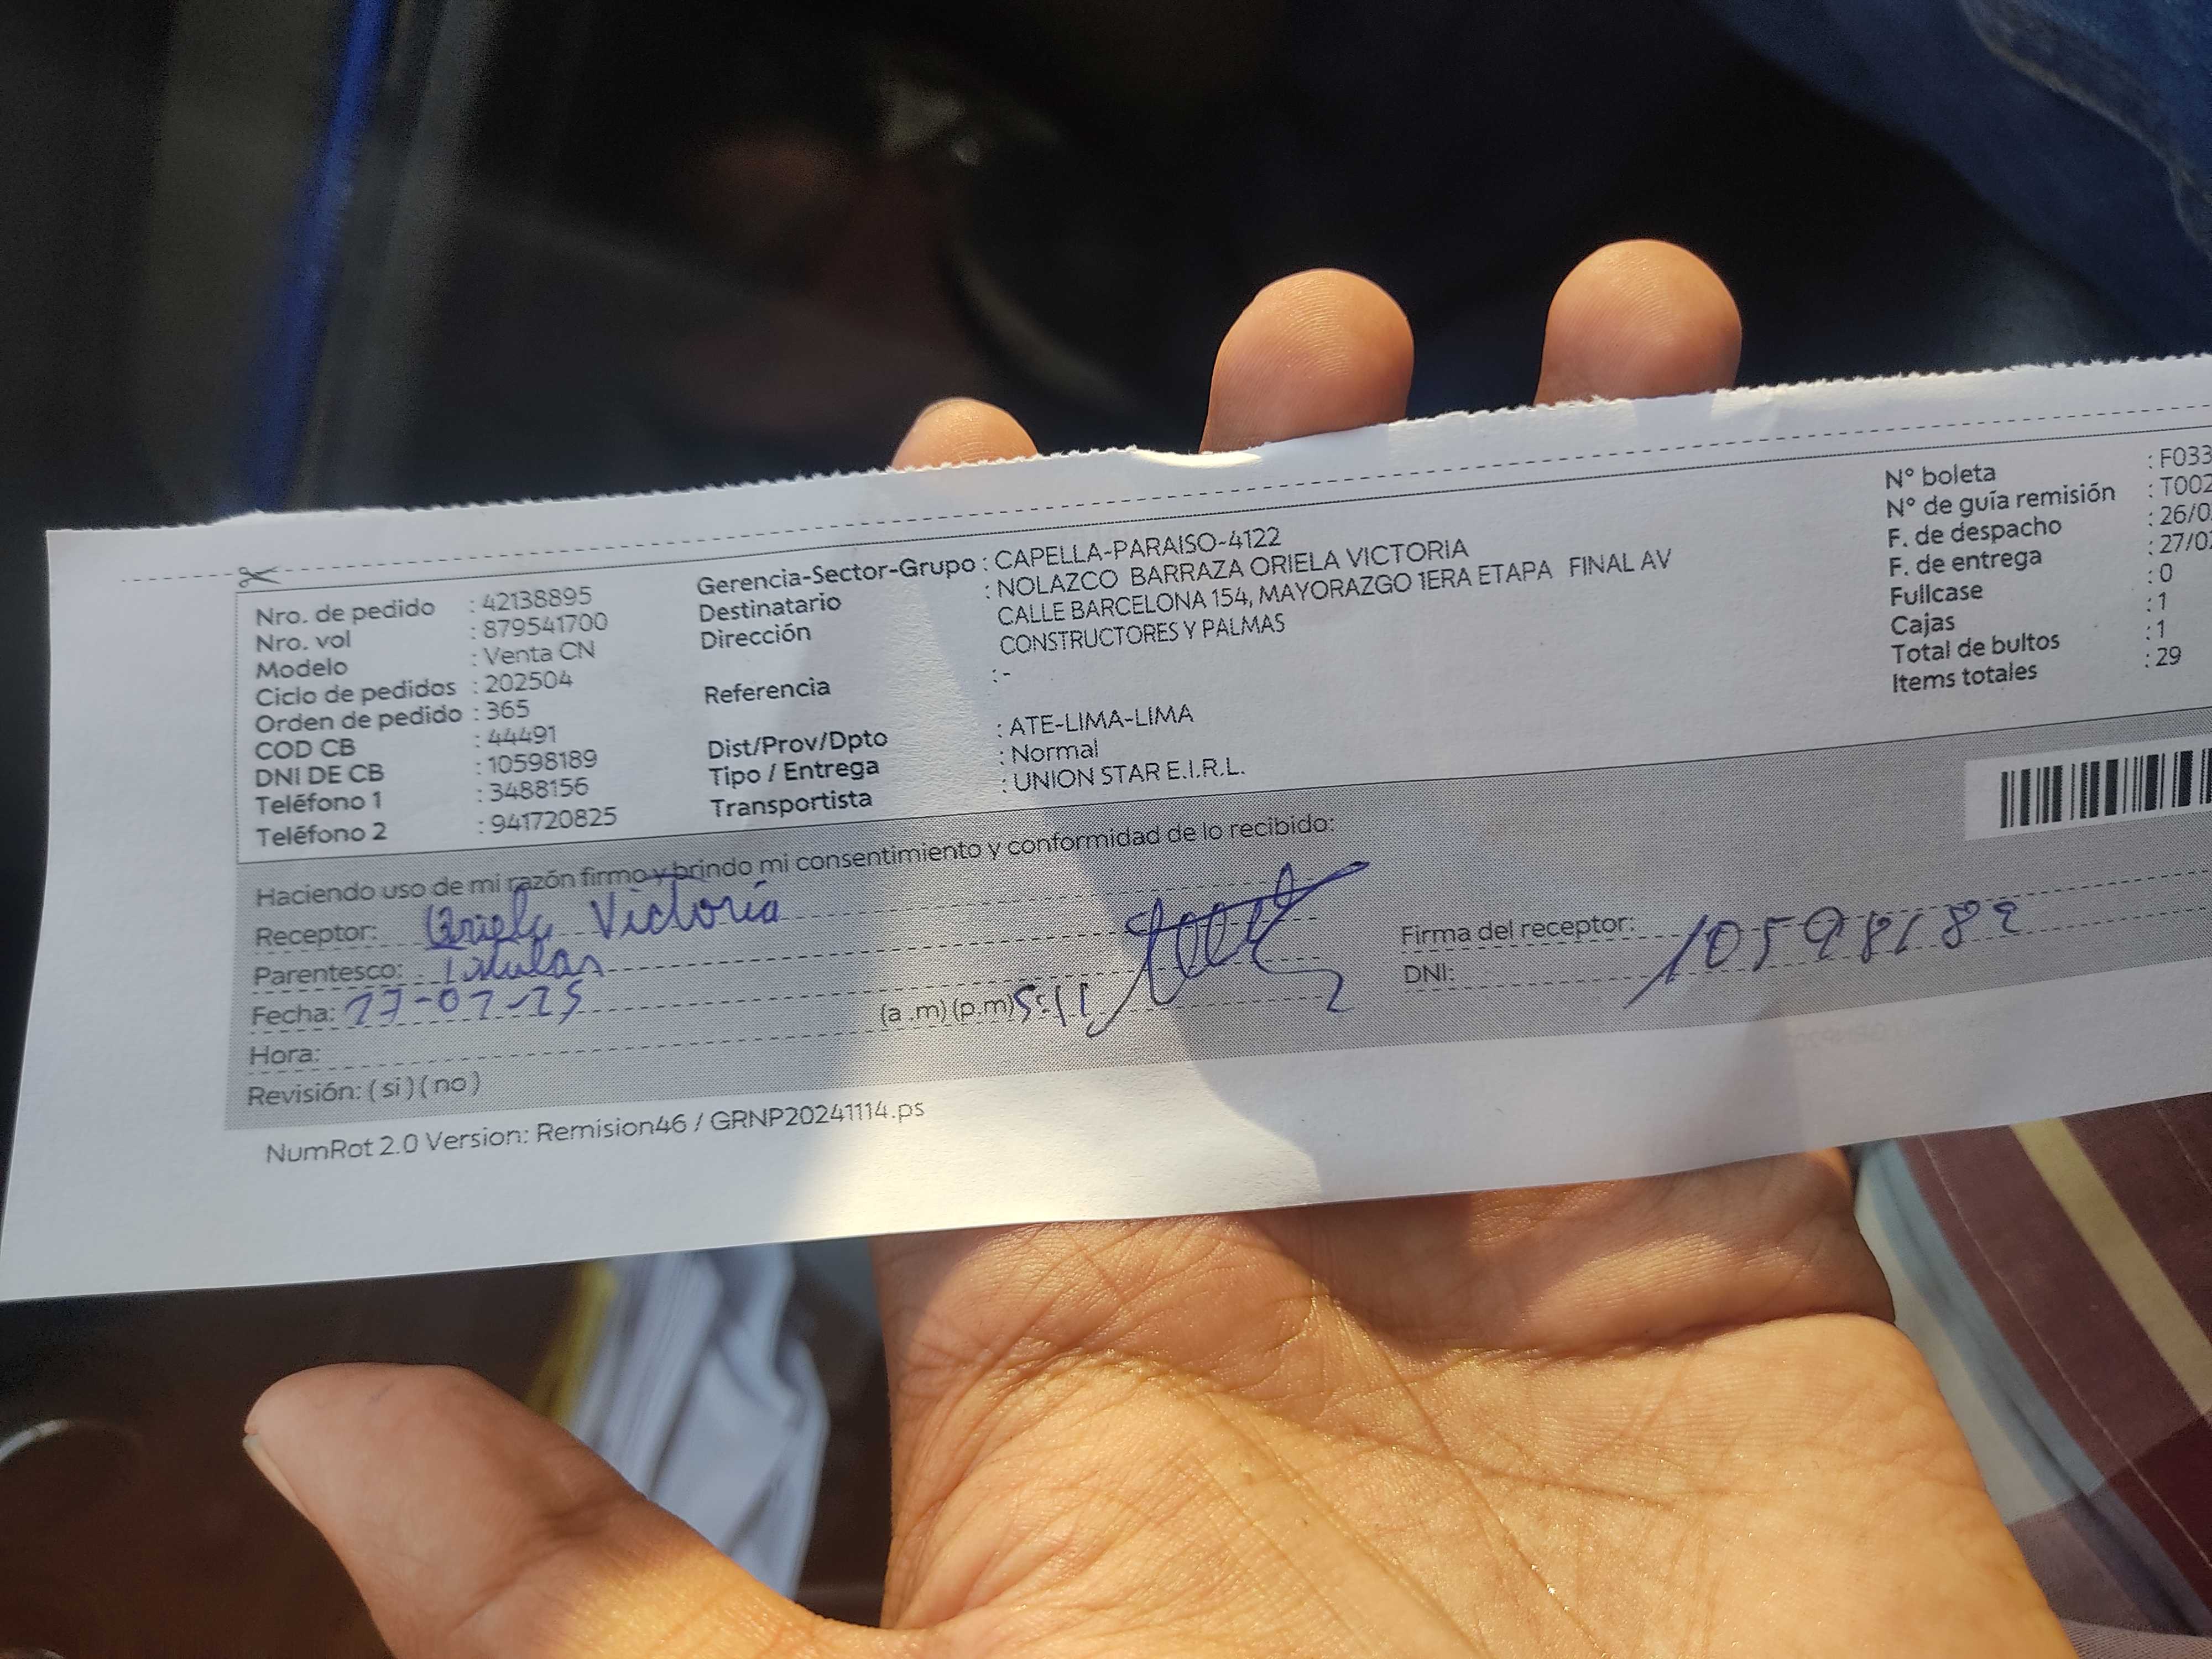 Nro. de pedido : 42138895
Nro. vol : 879541700
Modelo : Venta CN
Ciclo de pedidos : 202504
Orden de pedido : 365
COD CB : 44491
DNI DE CB : 10598189
Teléfono 1 : 3488156
Teléfono 2 : 941720825
Gerencia-Sector-Grupo : CAPELLA-PARAISO-4122
Destinatario : NOLAZCO BARRAZA ORIELA VICTORIA
Dirección CALLE BARCELONA 154, MAYORAZGO 1ERA ETAPA FINAL AV
CONSTRUCTORES Y PALMAS
Referencia : -
Dist/Prov/Dpto : ATE-LIMA-LIMA
Tipo / Entrega : Normal
Transportista : UNION STAR E.I.R.L.
N° boleta : F033
N° de guía remisión : T002
F. de despacho : 26/0
F. de entrega : 27/0
Fullcase : 0
Cajas : 1
Total de bultos : 1
Items totales : 29
Haciendo uso de mi razón firmo y brindo mi consentimiento y conformidad de lo recibido:
Receptor: Oriela Victoria
Parentesco: Titular
Fecha:
Hora: (a .m) (p.m) 5:11
Revisión: ( si ) ( no )
Firma del receptor:
DNI: 10598189
NumRot 2.0 Version: Remision46 / GRNP20241114.ps